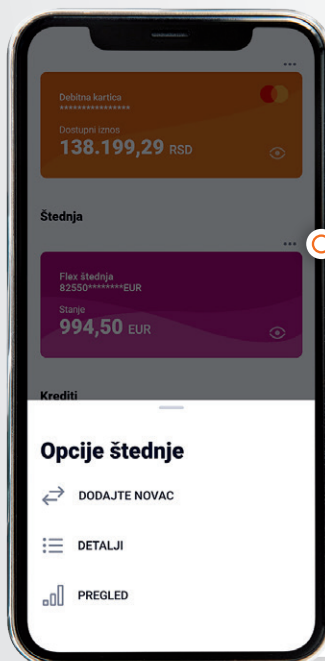 Debitna kartica
****************
Dostupni iznos
138.199,29 RSD
Štednja
Flex štednja
82550********EUR
Stanje
994,50 EUR
Krediti
Opcije štednje
DODAJTE NOVAC
DETALJI
PREGLED